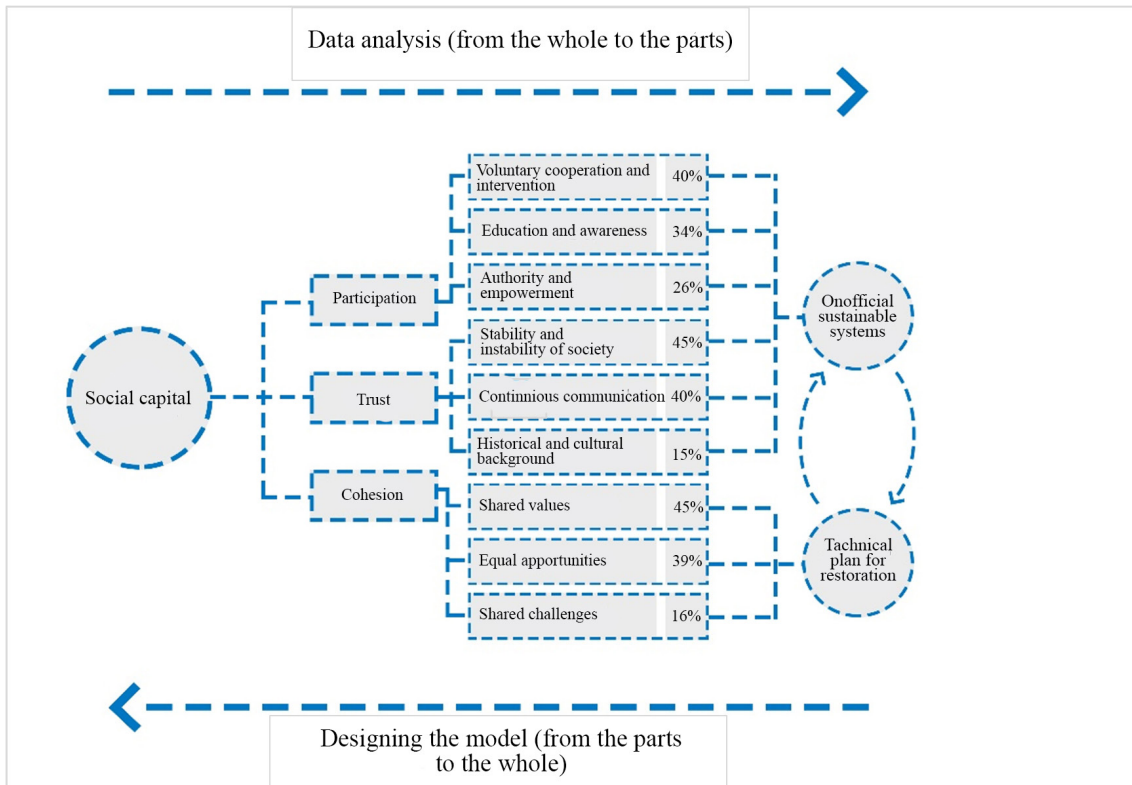 Data analysis (from the whole to the parts)
Voluntary cooperation and
intervention
40%
Education and awareness
34%
Authority and
empowerment
26%
Participation
Stability and
instability of society
45%
Onofficial
sustainable
systems
Social capital
Trust
Continnious communication
40%
Historical and cultural
background
15%
Cohesion
Shared values
45%
Equal apportunities
39%
Shared challenges
16%
Tachnical
plan for
restoration
Designing the model (from the parts
to the whole)